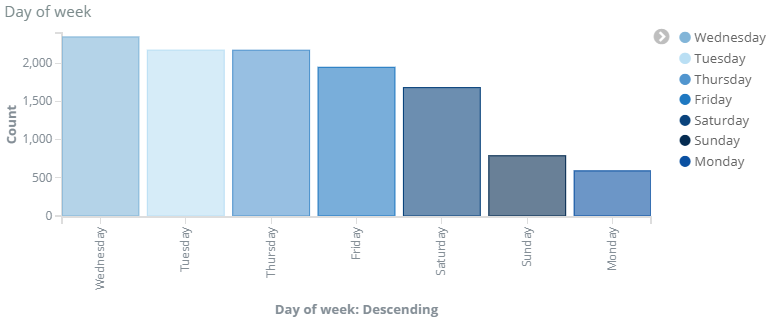 Day of week
Count
2,000
1,500
1,000
500
0
Wednesday
Tuesday
Thursday
Friday
Saturday
Sunday
Monday
Day of week: Descending
Wednesday
Tuesday
Thursday
Friday
Saturday
Sunday
Monday